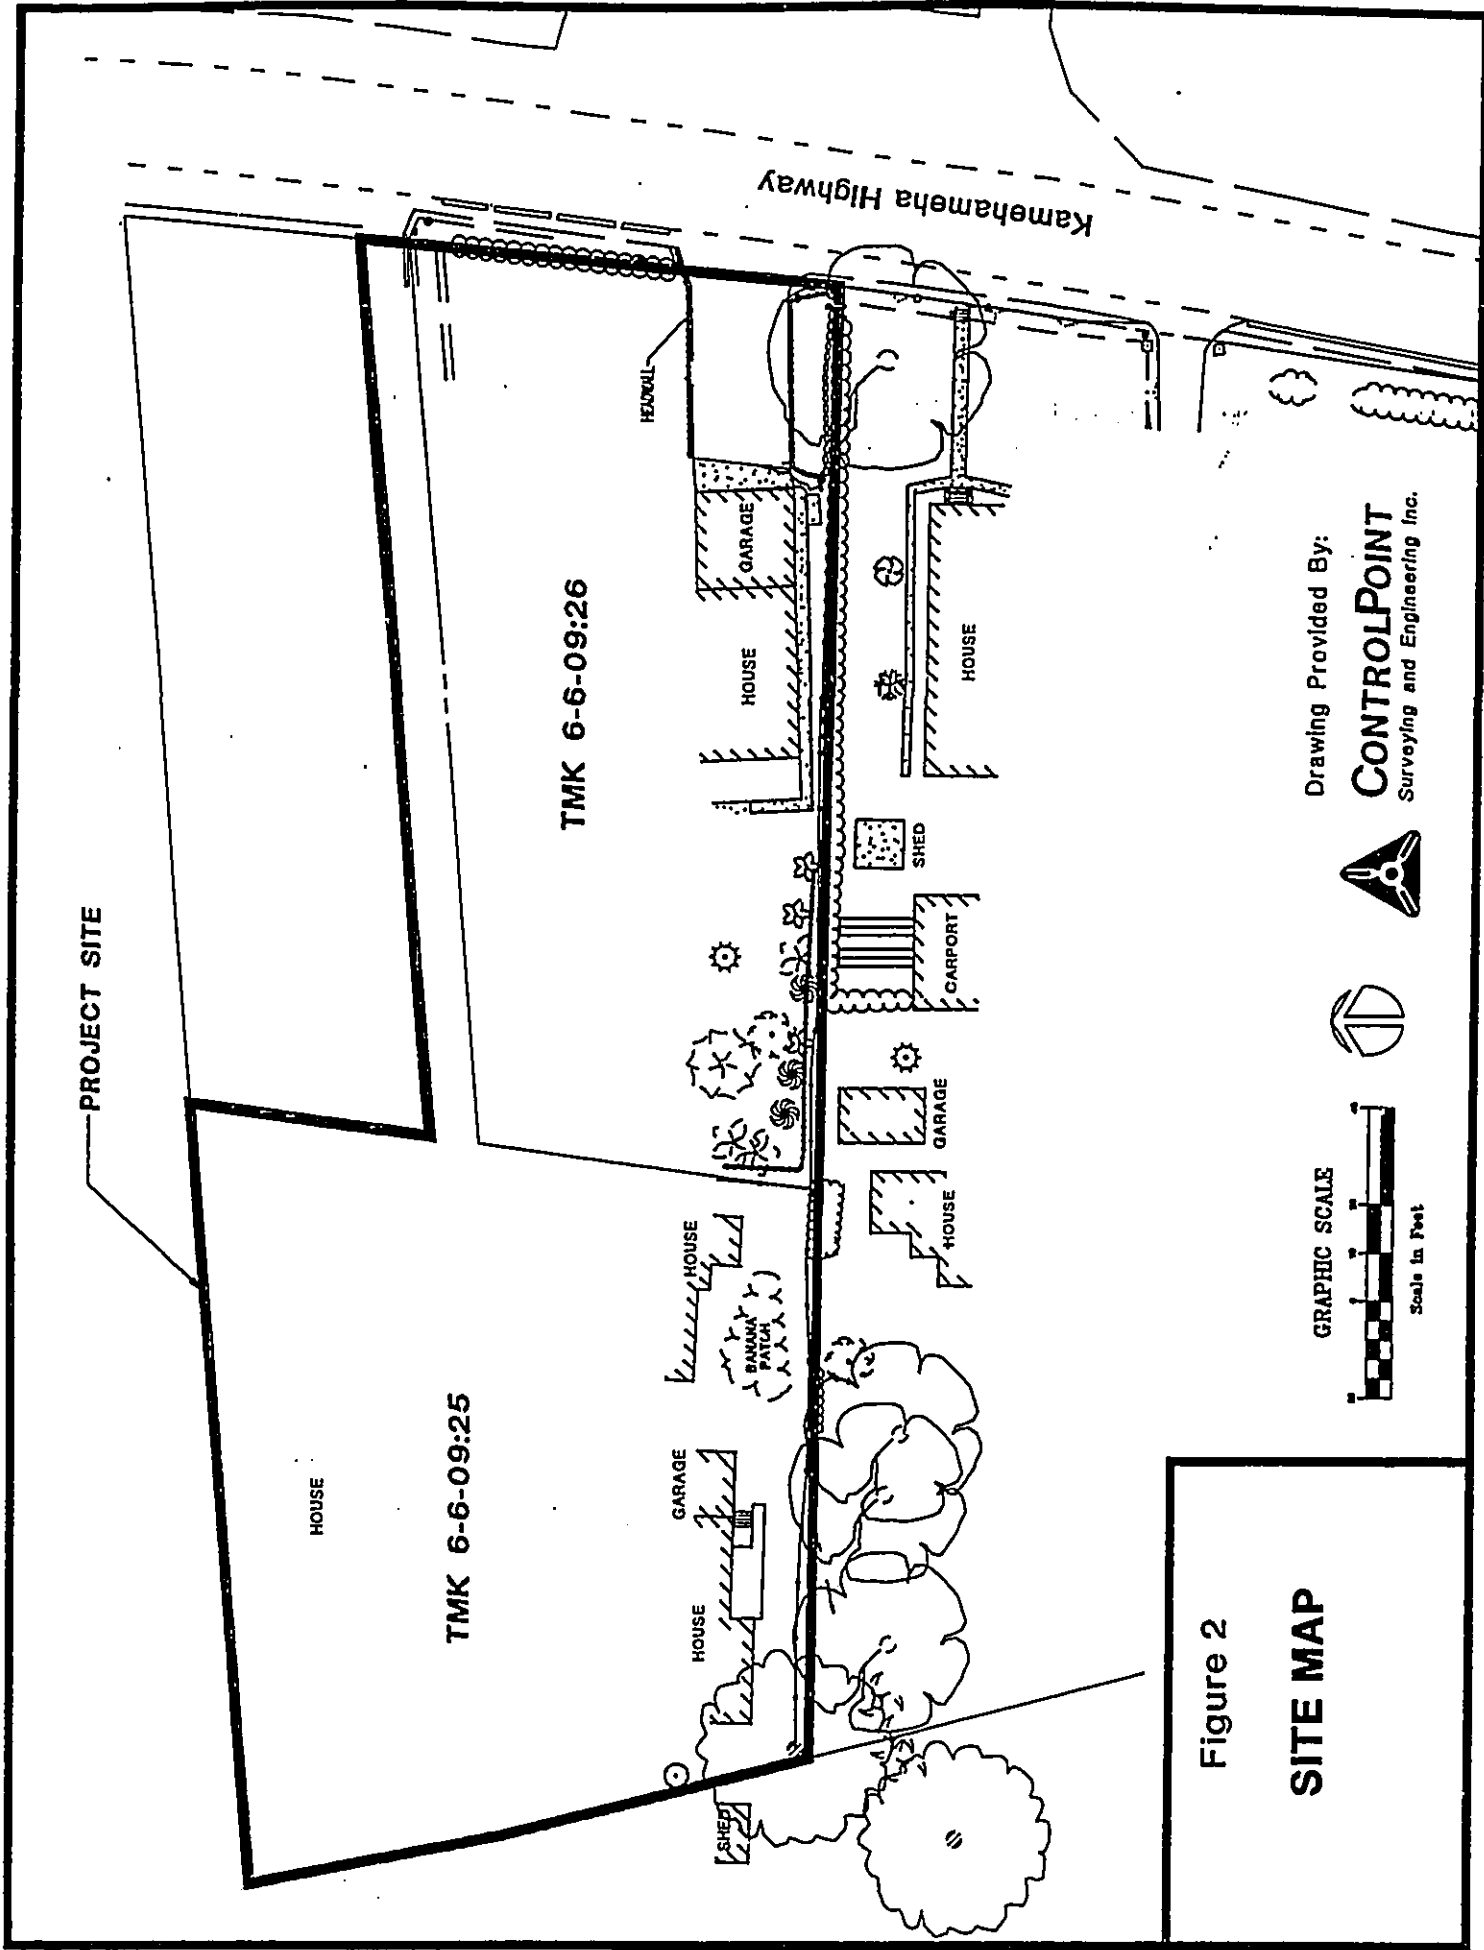 PROJECT SITE
Kamehameha Highway
HEADWALL
GARAGE
HOUSE
TMK 6-6-09:26
HOUSE
SHED
CARPORT
GARAGE
HOUSE
HOUSE
BANANA
PATCH
HOUSE
TMK 6-6-09:25
GARAGE
HOUSE
SHED
Drawing Provided By:
CONTROLPOINT
Surveying and Engineering Inc.
GRAPHIC SCALE
Scale in Feet
Figure 2
SITE MAP